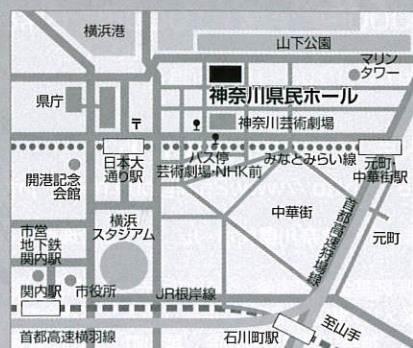 横浜港
山下公園
マリン
タワー
神奈川県民ホール
県庁
〒
神奈川芸術劇場
日本大
通り駅
バス停
芸術劇場・NHK前
みなとみらい線
元町・
中華街駅
開港記念
会館
横浜
スタジアム
中華街
首都高速狩場線
元町
市営
地下鉄
関内駅
関内駅
市役所
JR根岸線
首都高速横羽線
石川町駅
至山手